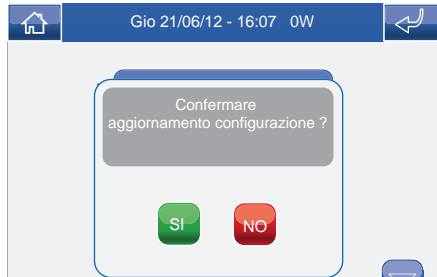 Gio 21/06/12 - 16:07 0W
Confermare
aggiornamento configurazione ?
SI
NO